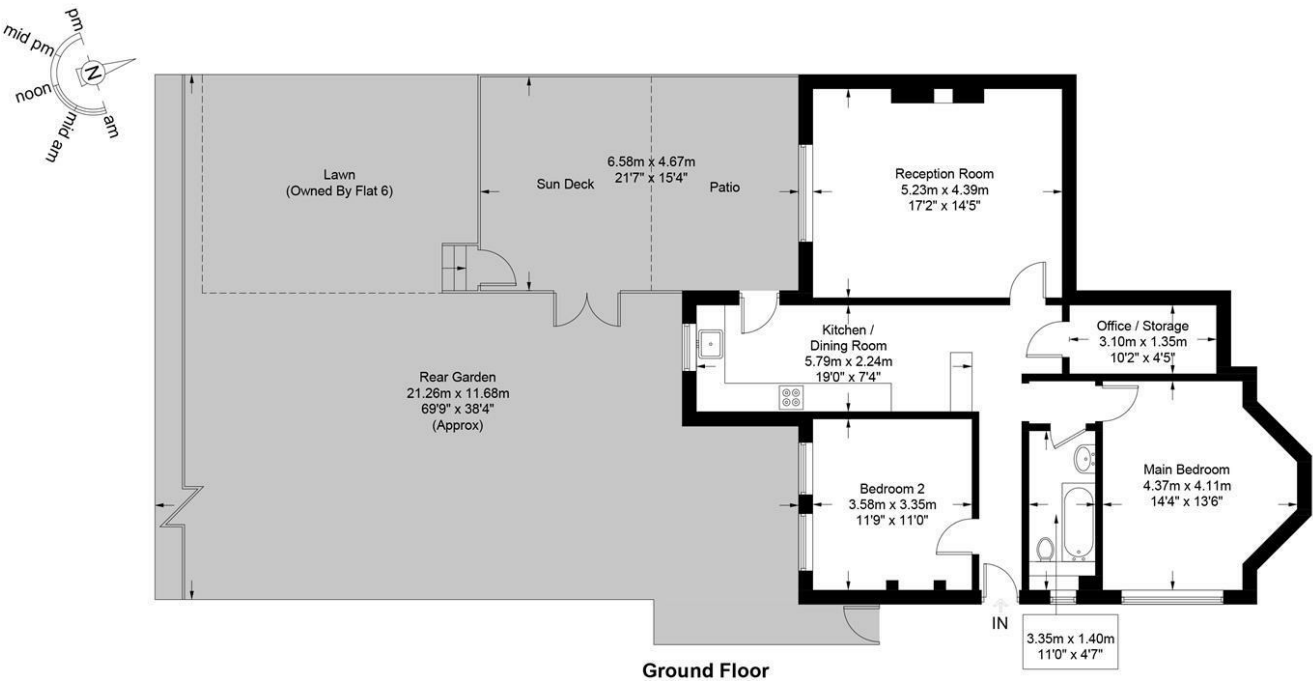 pm
mid pm
N
noon
mid am
am
Lawn
(Owned By Flat 6)
6.58m x 4.67m
21'7" x 15'4"
Sun Deck
Patio
Reception Room
5.23m x 4.39m
17'2" x 14'5"
Kitchen /
Dining Room
5.79m x 2.24m
19'0" x 7'4"
Office / Storage
3.10m x 1.35m
10'2" x 4'5"
Rear Garden
21.26m x 11.68m
69'9" x 38'4"
(Approx)
Bedroom 2
3.58m x 3.35m
11'9" x 11'0"
Main Bedroom
4.37m x 4.11m
14'4" x 13'6"
IN
3.35m x 1.40m
11'0" x 4'7"
Ground Floor